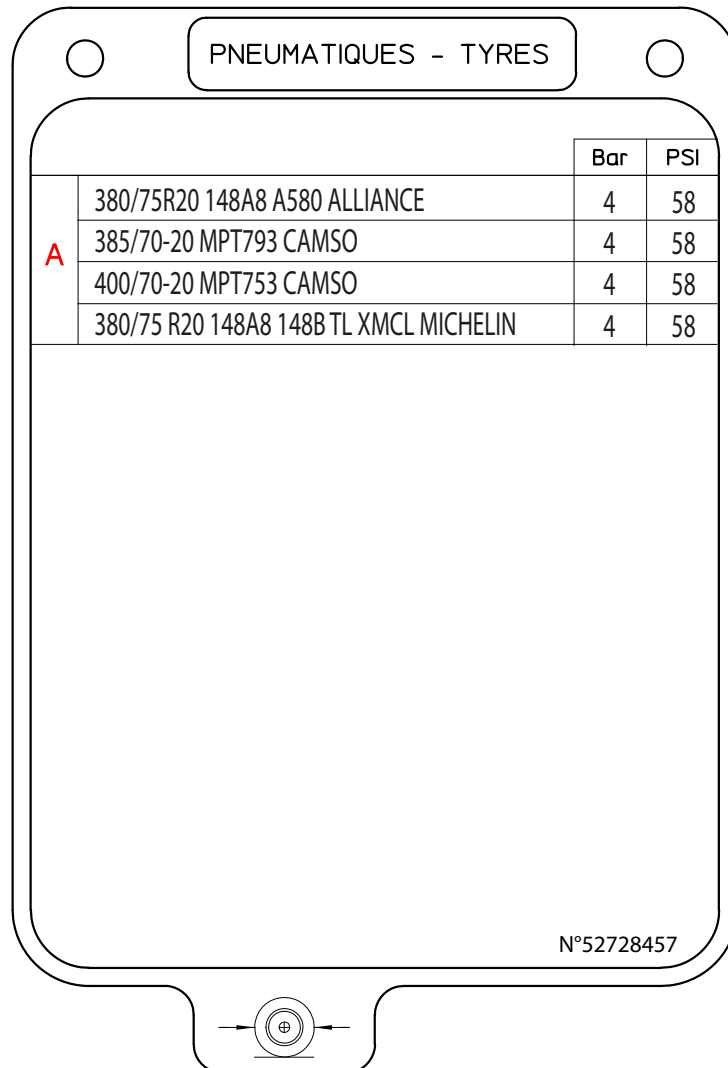 PNEUMATIQUES - TYRES
Bar PSI
A
380/75R20 148A8 A580 ALLIANCE 4 58
385/70-20 MPT793 CAMSO 4 58
400/70-20 MPT753 CAMSO 4 58
380/75 R20 148A8 148B TL XMCL MICHELIN 4 58
N°52728457